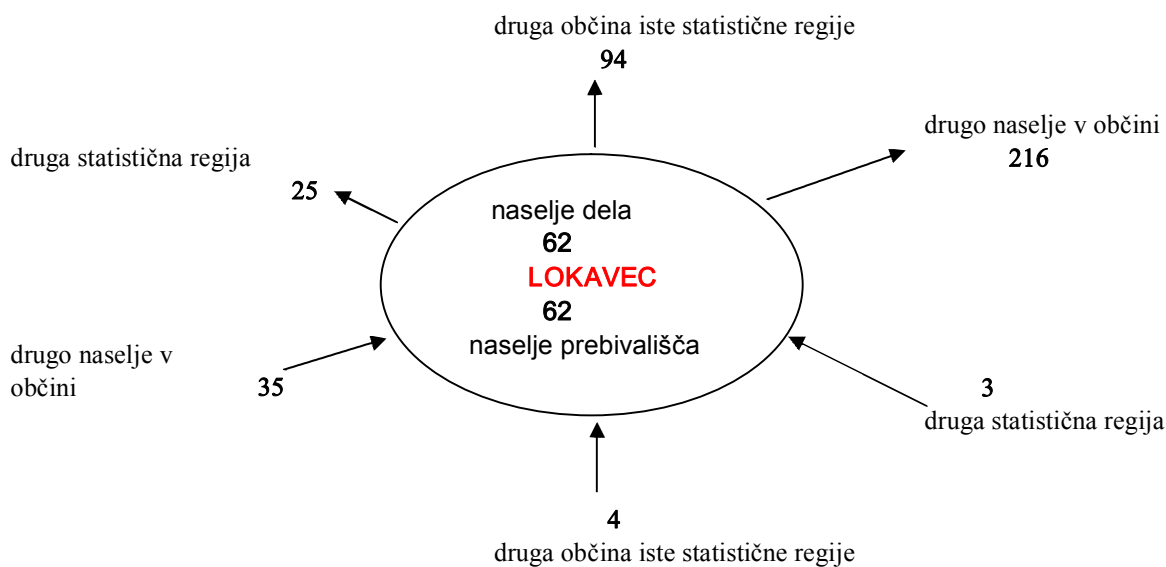 druga občina iste statistične regije
94
drugo naselje v občini
216
druga statistična regija
25
naselje dela
62
LOKAVEC
62
naselje prebivališča
drugo naselje v
občini
35
3
druga statistična regija
4
druga občina iste statistične regije